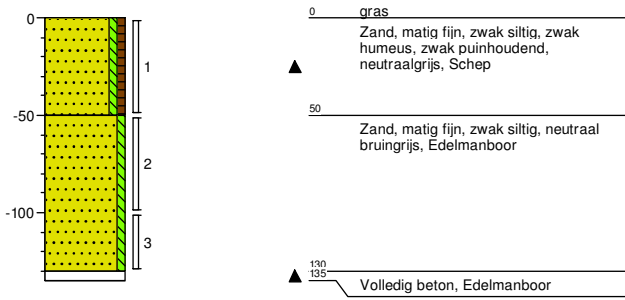 0
-50
-100
1
2
3
0
gras
Zand, matig fijn, zwak siltig, zwak
humeus, zwak puinhoudend,
neutraalgrijs, Schep
50
Zand, matig fijn, zwak siltig, neutraal
bruingrijs, Edelmanboor
130
135
Volledig beton, Edelmanboor